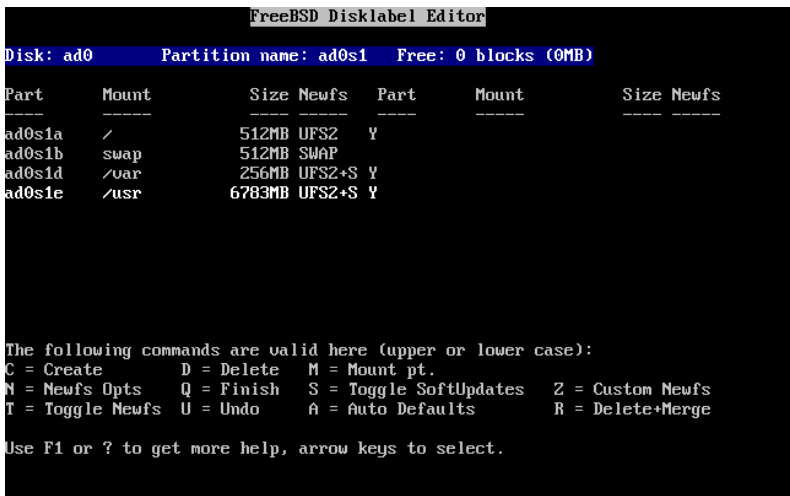 FreeBSD Disklabel Editor
Disk: ad0 Partition name: ad0s1 Free: 0 blocks (0MB)
Part Mount Size Newfs Part Mount Size Newfs
---- ----- ---- ----- ---- ----- ---- -----
ad0s1a / 512MB UFS2 Y
ad0s1b swap 512MB SWAP
ad0s1d /var 256MB UFS2+S Y
ad0s1e /usr 6783MB UFS2+S Y
The following commands are valid here (upper or lower case):
C = Create D = Delete M = Mount pt.
N = Newfs Opts Q = Finish S = Toggle SoftUpdates Z = Custom Newfs
T = Toggle Newfs U = Undo A = Auto Defaults R = Delete+Merge
Use F1 or ? to get more help, arrow keys to select.